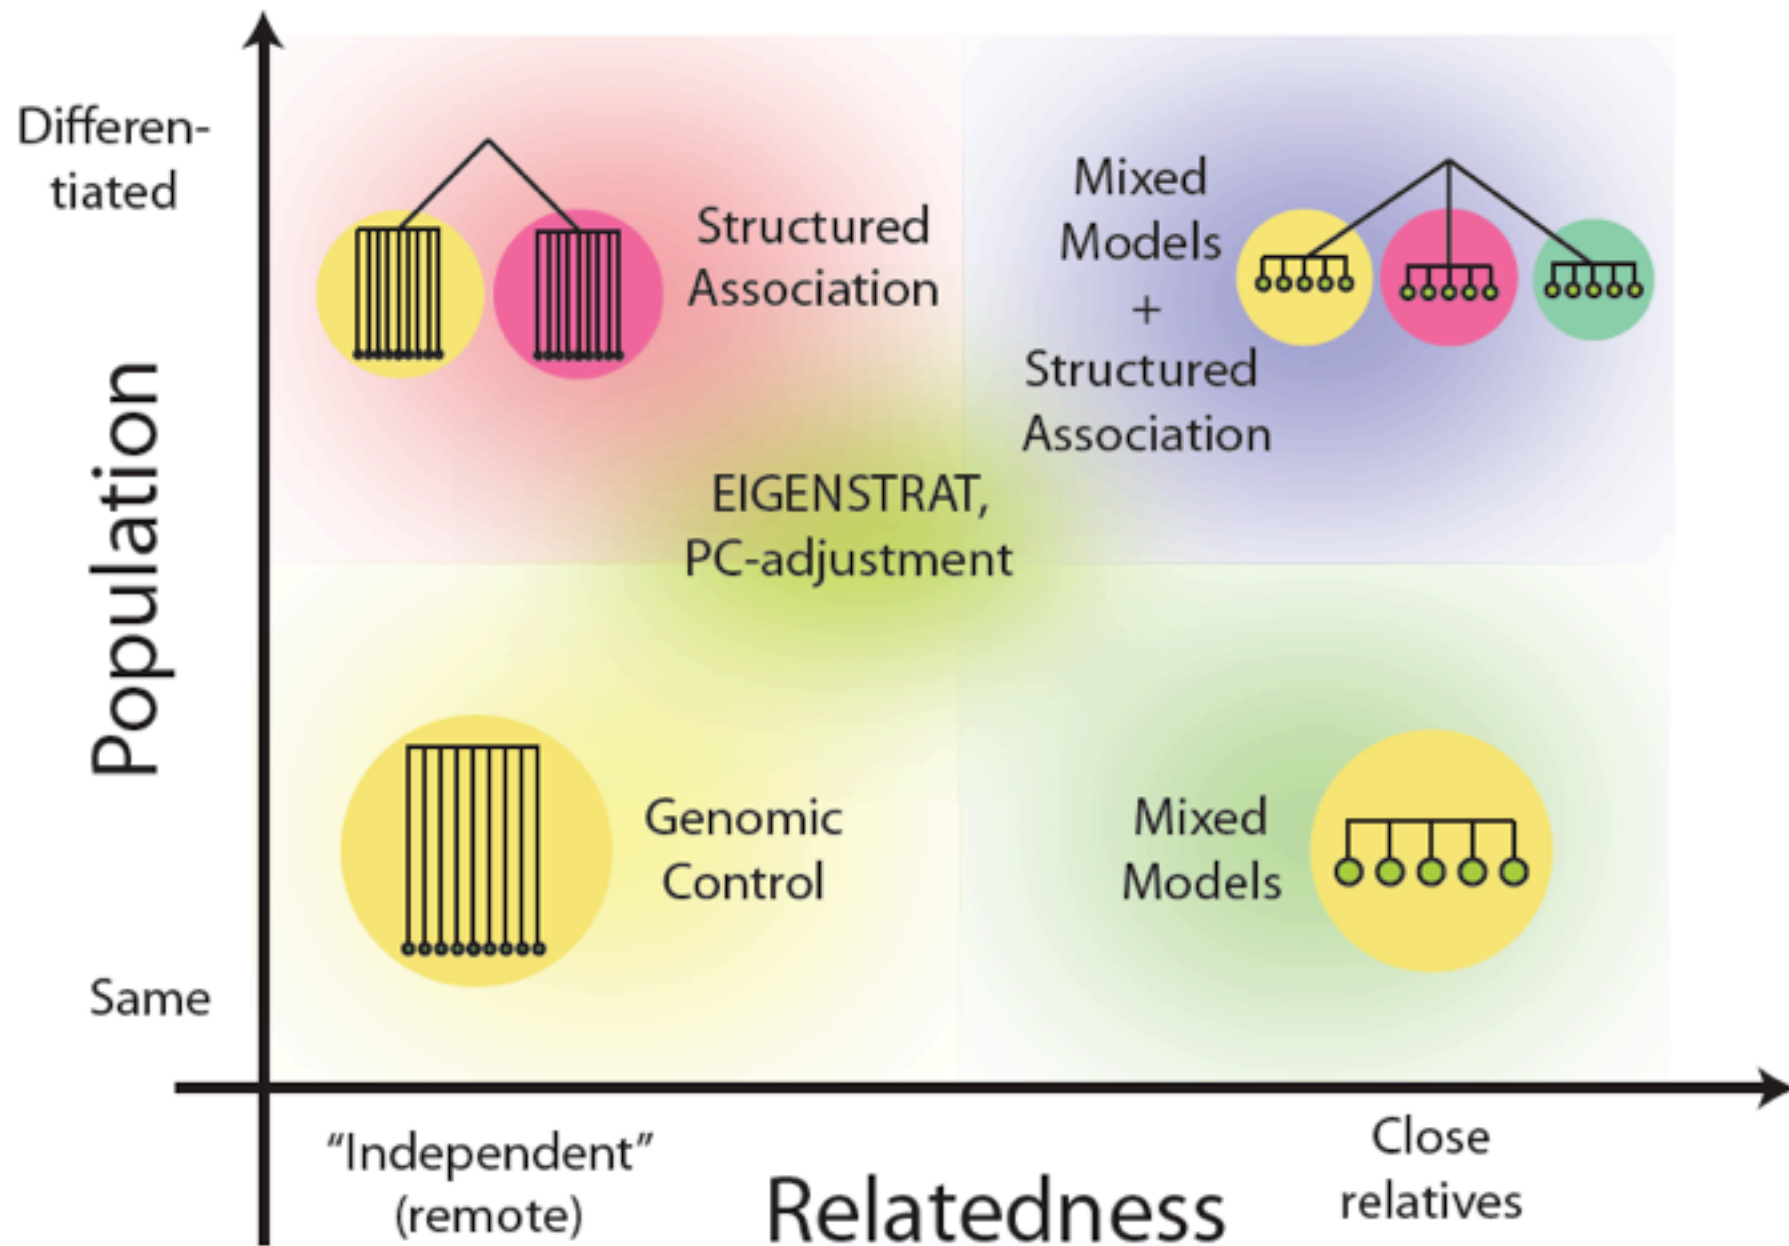 Differen-
tiated
Structured
Association
Mixed
Models
+
Structured
Association
EIGENSTRAT,
PC-adjustment
Population
Genomic
Control
Mixed
Models
Same
“Independent”
(remote)
Relatedness
Close
relatives